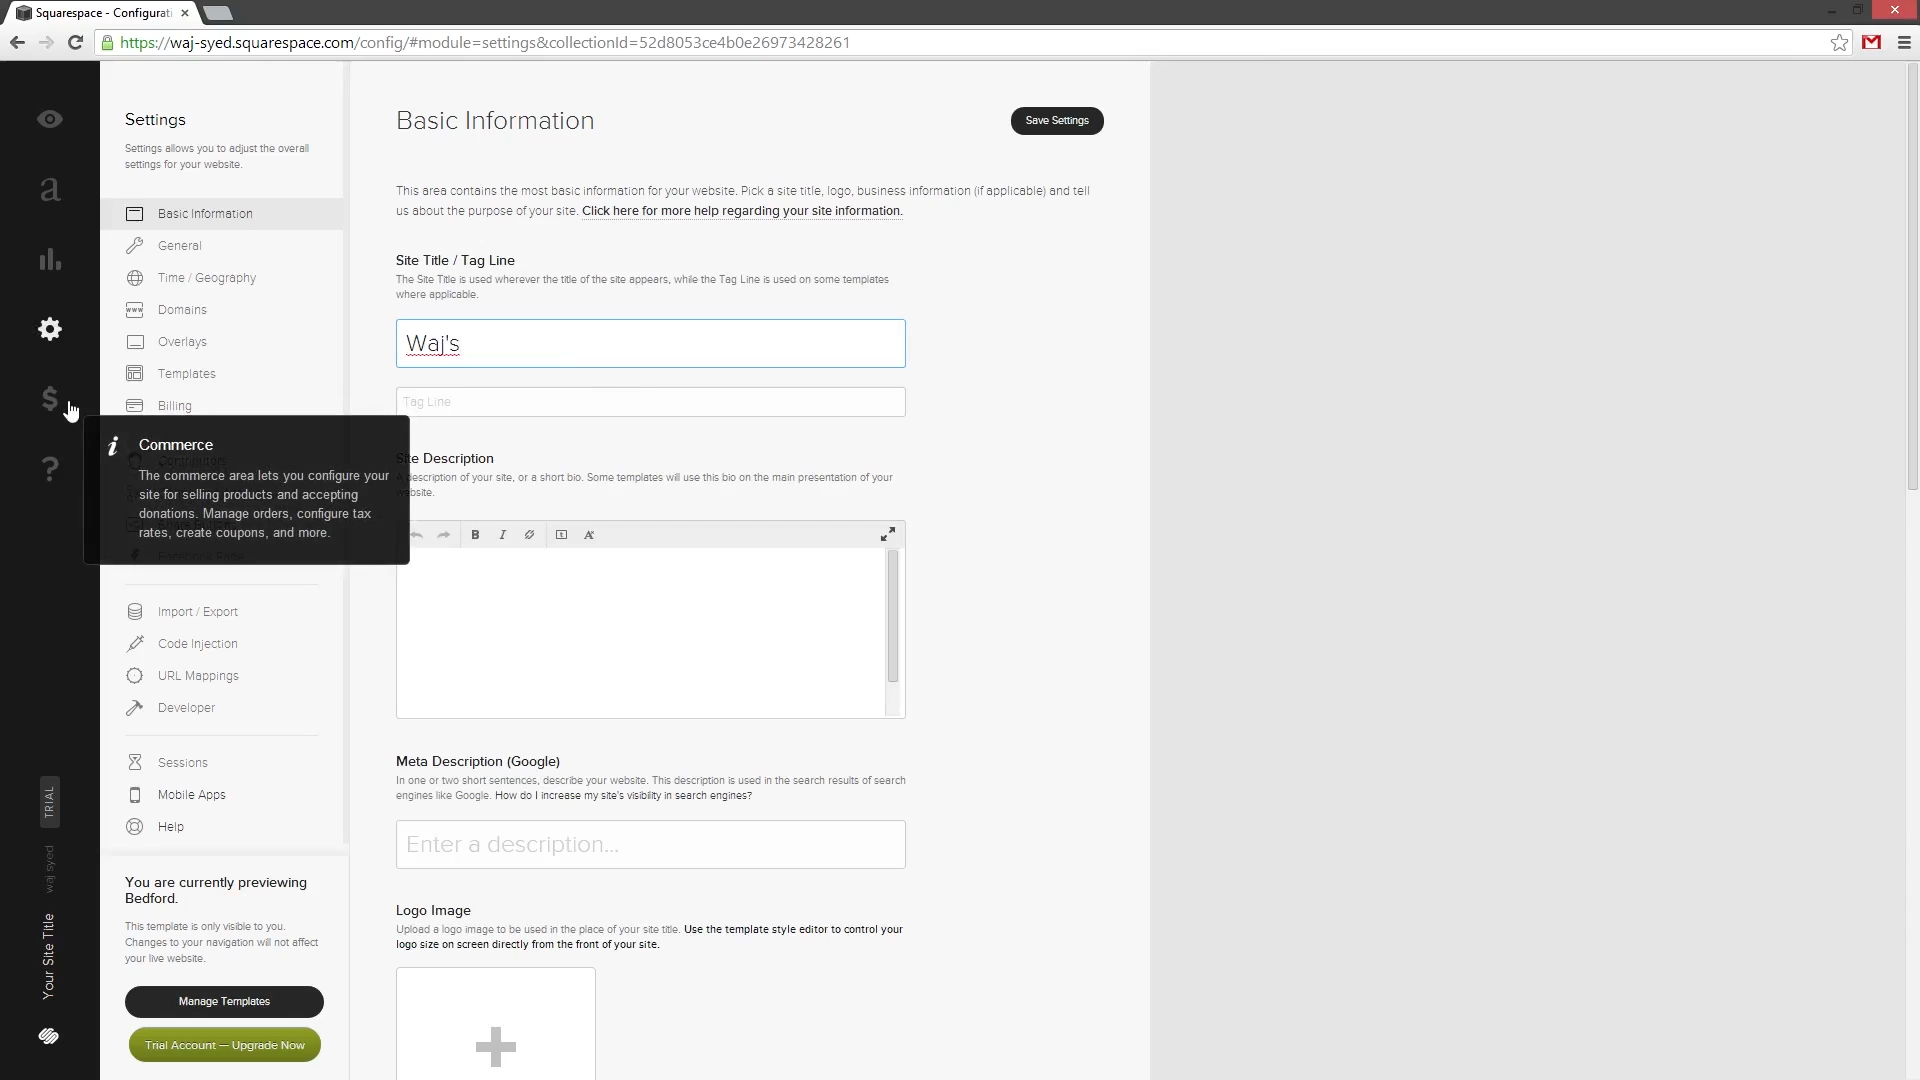 Squarespace - Configurati
https://waj-syed.squarespace.com/config/#module=settings&collectionId=52d8053ce4b0e26973428261
Settings
Settings allows you to adjust the overall
settings for your website.
Basic Information
General
Time / Geography
Domains
Overlays
Templates
Billing
Commerce
The commerce area lets you configure your
site for selling products and accepting
donations. Manage orders, configure tax
rates, create coupons, and more.
Import / Export
Code Injection
URL Mappings
Developer
Sessions
Mobile Apps
Help
You are currently previewing
Bedford.
This template is only visible to you.
Changes to your navigation will not affect
your live website.
Manage Templates
Trial Account — Upgrade Now
TRIAL
waj syed
Your Site Title
Basic Information
Save Settings
This area contains the most basic information for your website. Pick a site title, logo, business information (if applicable) and tell
us about the purpose of your site. Click here for more help regarding your site information.
Site Title / Tag Line
The Site Title is used wherever the title of the site appears, while the Tag Line is used on some templates
where applicable.
Waj's
Tag Line
Site Description
A description of your site, or a short bio. Some templates will use this bio on the main presentation of your
website.
Meta Description (Google)
In one or two short sentences, describe your website. This description is used in the search results of search
engines like Google. How do I increase my site's visibility in search engines?
Enter a description...
Logo Image
Upload a logo image to be used in the place of your site title. Use the template style editor to control your
logo size on screen directly from the front of your site.